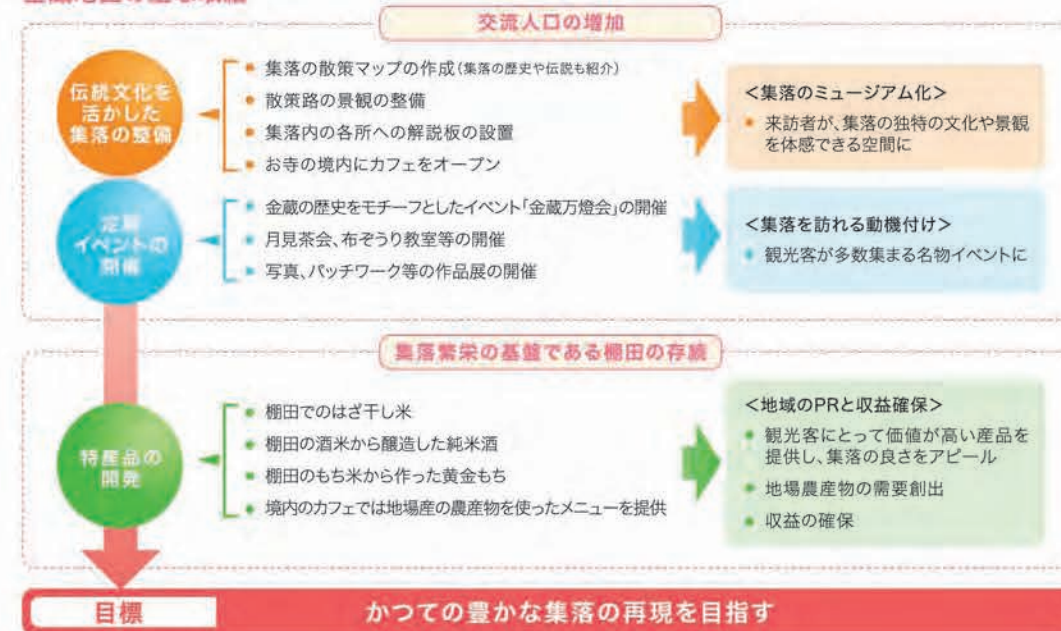 交流人口の増加
伝統文化を
活かした
集落の整備
• 集落の散策マップの作成(集落の歴史や伝説も紹介)
• 散策路の景観の整備
• 集落内の各所への解説板の設置
• お寺の境内にカフェをオープン
<集落のミュージアム化>
• 来訪者が、集落の独特の文化や景観
を体感できる空間に
イベントの
開催
• 金蔵の歴史をモチーフとしたイベント「金蔵万燈会」の開催
• 月見茶会、布ぞうり教室等の開催
• 写真、パッチワーク等の作品展の開催
<集落を訪れる動機付け>
• 観光客が多数集まる名物イベントに
集落繁栄の基盤である棚田の存続
特産品の
開発
• 棚田でのはざ干し米
• 棚田の酒米から醸造した純米酒
• 棚田のもち米から作った黄金もち
• 境内のカフェでは地場産の農産物を使ったメニューを提供
<地域のPRと収益確保>
• 観光客にとって価値が高い産品を
提供し、集落の良さをアピール
• 地場農産物の需要創出
• 収益の確保
目標
かつての豊かな集落の再現を目指す